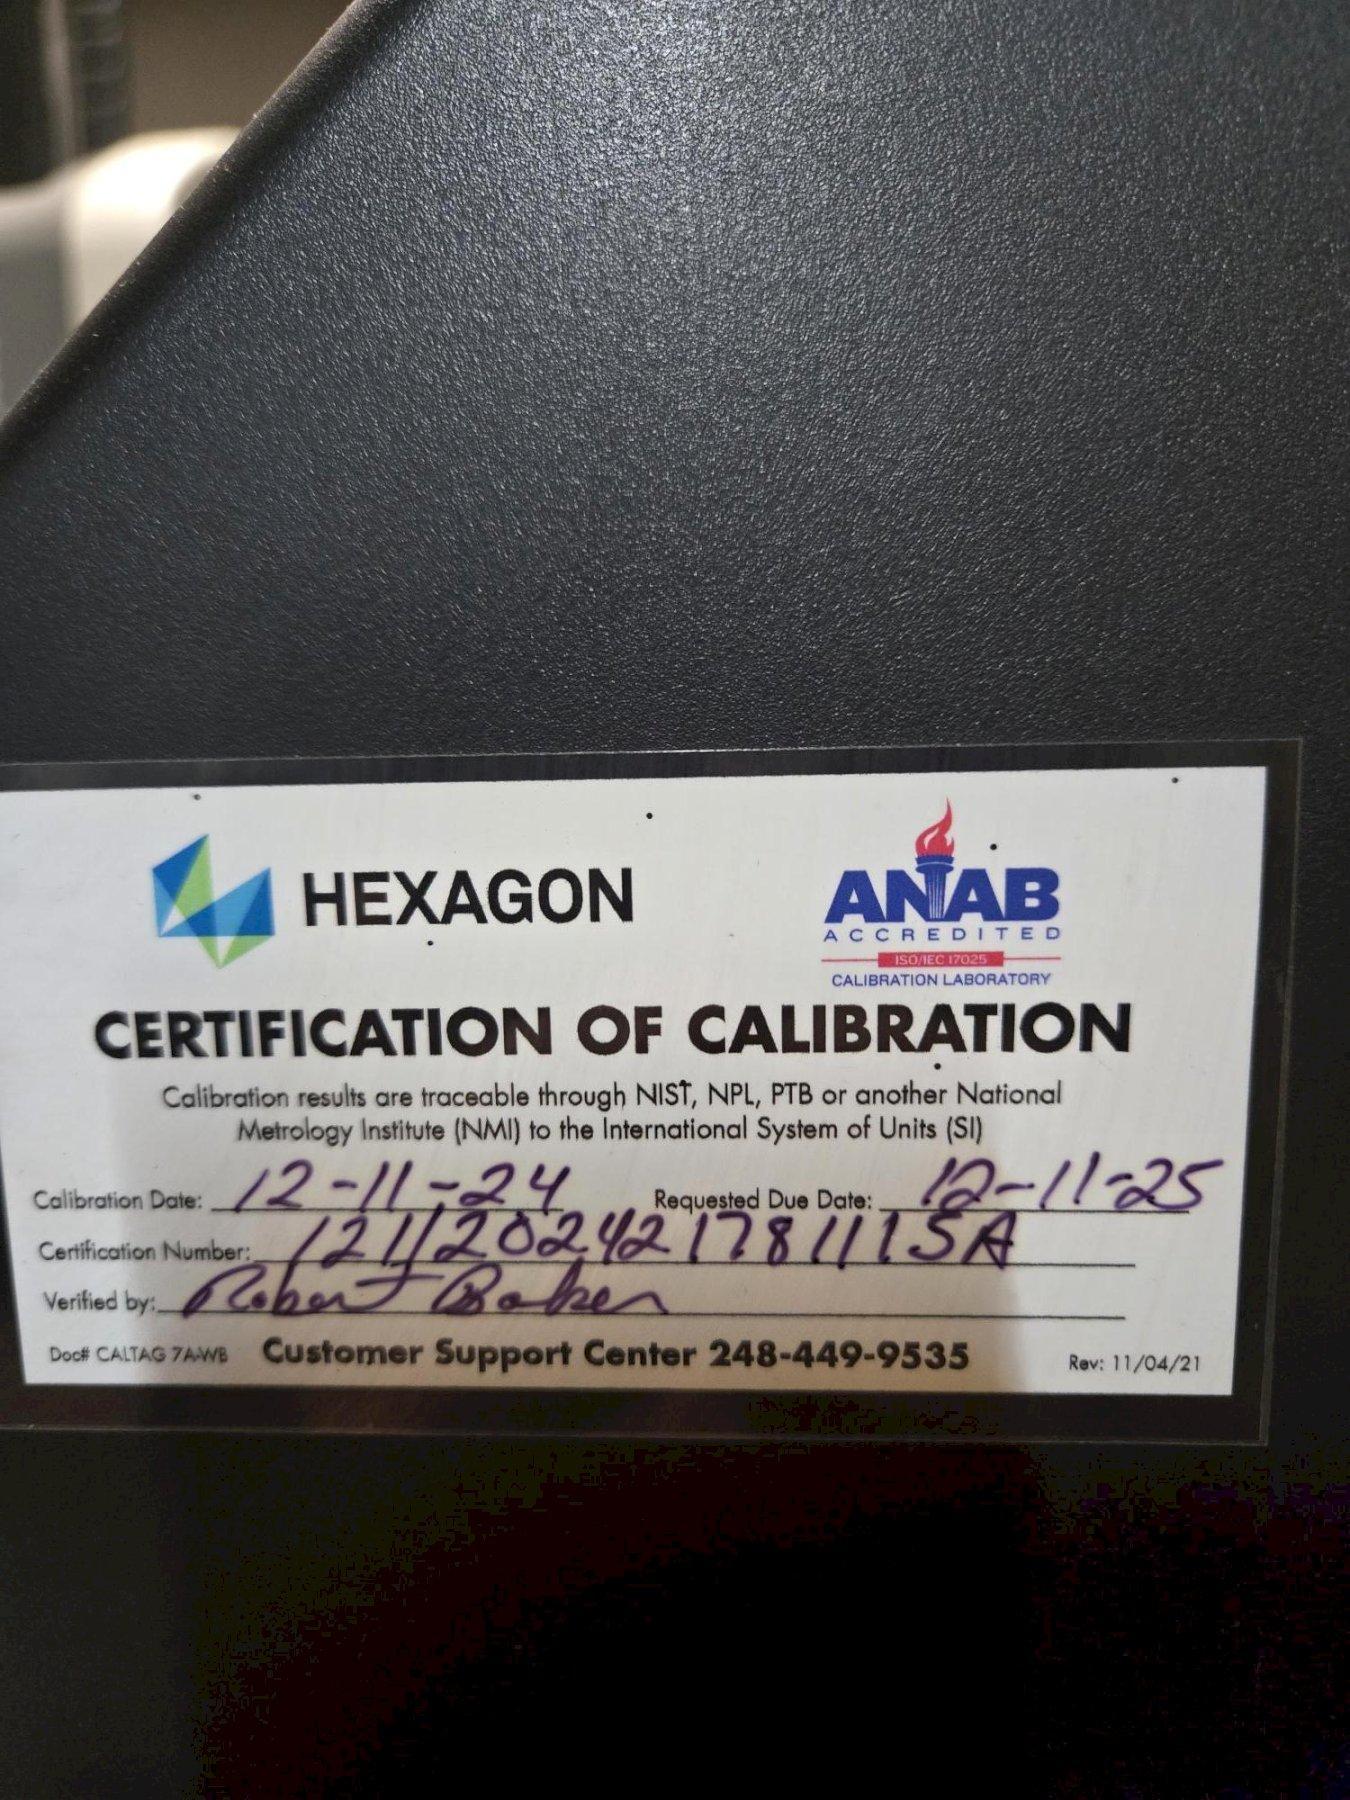 HEXAGON
ANAB
ACCREDITED
ISO/IEC 17025
CALIBRATION LABORATORY
CERTIFICATION OF CALIBRATION
Calibration results are traceable through NIST, NPL, PTB or another National
Metrology Institute (NMI) to the International System of Units (SI)
Calibration Date: 12-11-24 Requested Due Date: 12-11-25
Certification Number: 12112024217811115A
Verified by: Robert Baker
Doc# CALTAG 7A-WB Customer Support Center 248-449-9535 Rev: 11/04/21